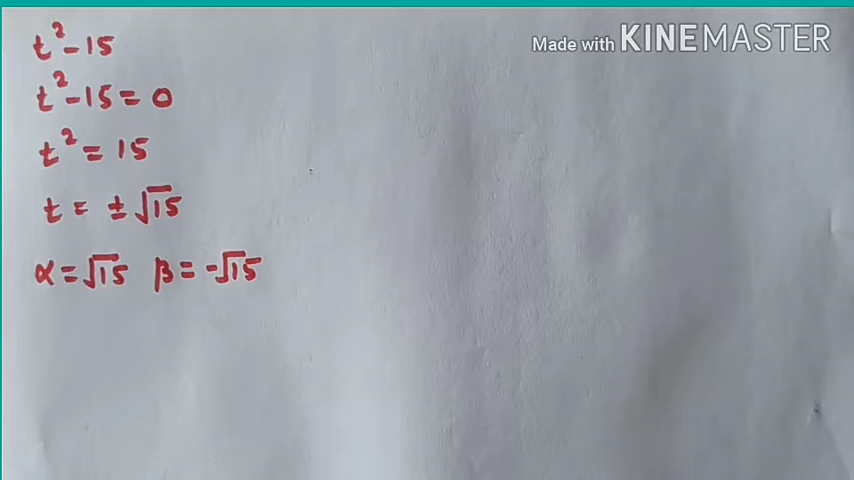 t² - 15
Made with KINEMASTER
t² - 15 = 0
t² = 15
t = ± √15
α = √15 β = -√15